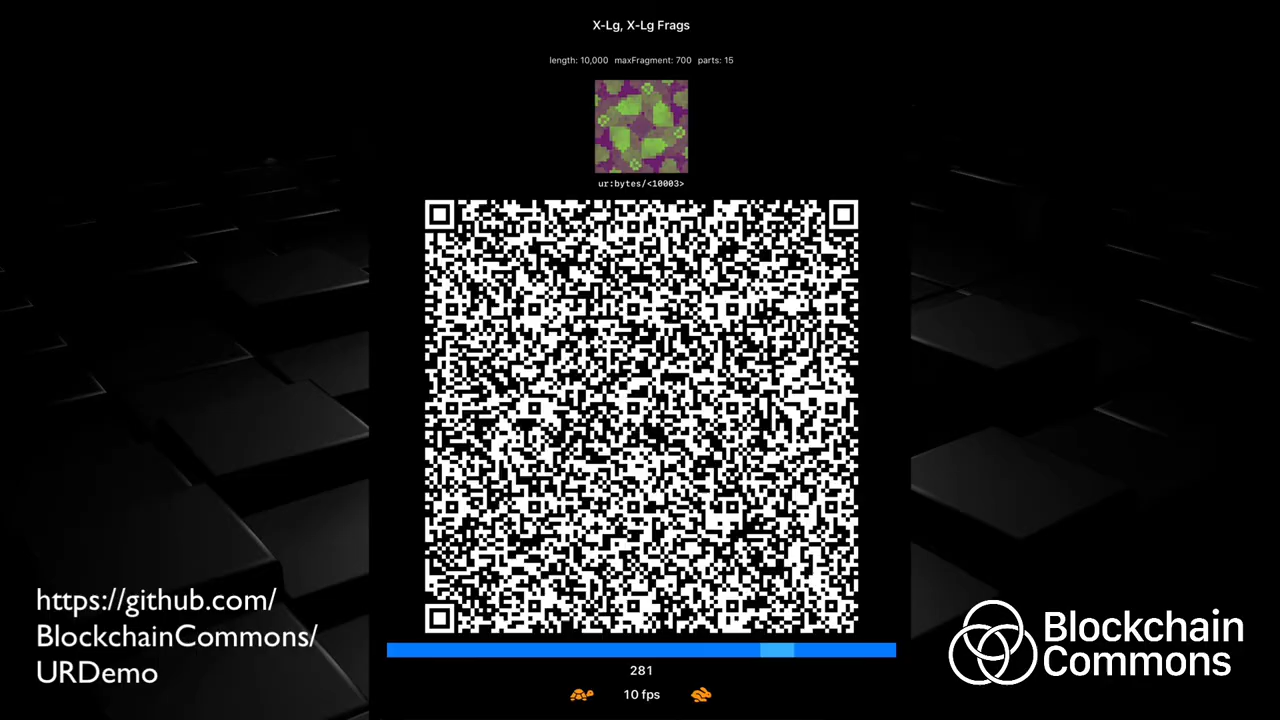 X-Lg, X-Lg Frags
length: 10,000 maxFragment: 700 parts: 15
ur:bytes/<10003>
281
10 fps
https://github.com/
BlockchainCommons/
URDemo
Blockchain
Commons